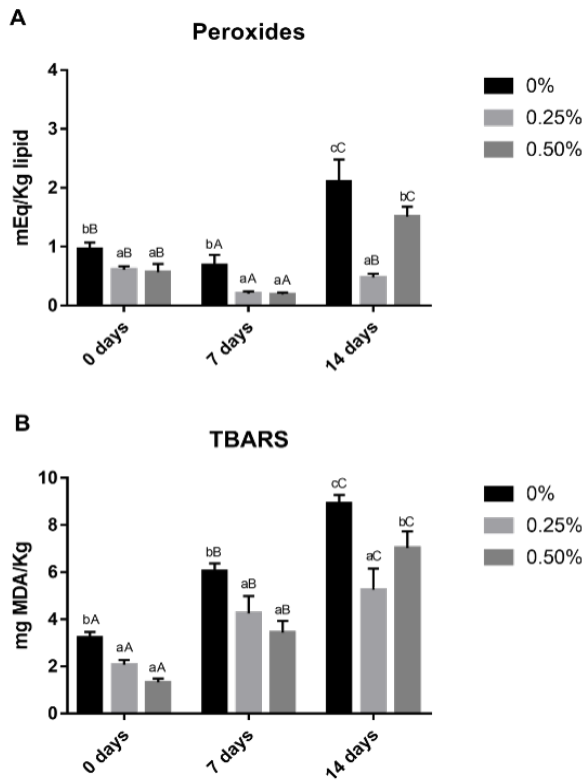 A
Peroxides
mEq/Kg lipid
4
3
2
1
0
bB
aB
aB
bA
aA
aA
cC
aB
bC
0 days
7 days
14 days
0%
0.25%
0.50%
B
TBARS
mg MDA/Kg
10
8
6
4
2
0
bA
aA
aA
bB
aB
aB
cC
aC
bC
0 days
7 days
14 days
0%
0.25%
0.50%